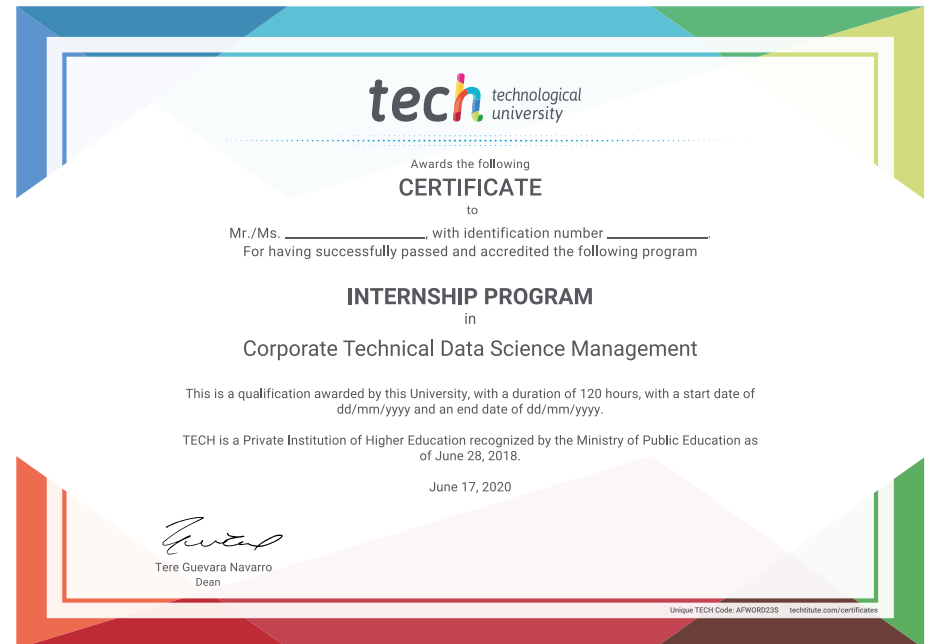 tech technological
university
Awards the following
CERTIFICATE
to
Mr./Ms. ____________________, with identification number ______________.
For having successfully passed and accredited the following program
INTERNSHIP PROGRAM
in
Corporate Technical Data Science Management
This is a qualification awarded by this University, with a duration of 120 hours, with a start date of
dd/mm/yyyy and an end date of dd/mm/yyyy.
TECH is a Private Institution of Higher Education recognized by the Ministry of Public Education as
of June 28, 2018.
June 17, 2020
Tere Guevara Navarro
Dean
Unique TECH Code: AFWORD23S techtitute.com/certificates